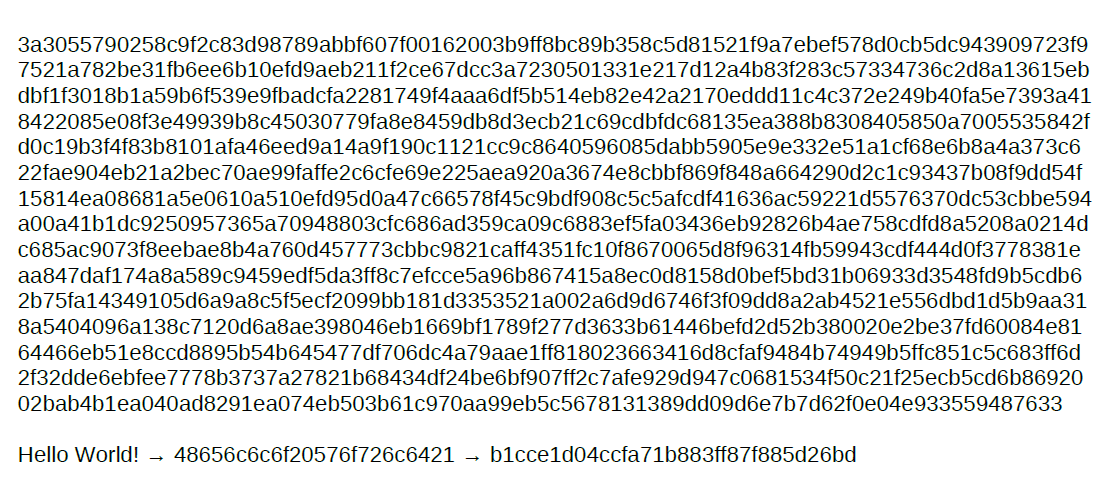 3a3055790258c9f2c83d98789abbf607f00162003b9ff8bc89b358c5d81521f9a7ebef578d0cb5dc943909723f9
7521a782be31fb6ee6b10efd9aeb211f2ce67dcc3a7230501331e217d12a4b83f283c57334736c2d8a13615eb
dbf1f3018b1a59b6f539e9fbadcfa2281749f4aaa6df5b514eb82e42a2170eddd11c4c372e249b40fa5e7393a41
8422085e08f3e49939b8c45030779fa8e8459db8d3ecb21c69cdbfdc68135ea388b8308405850a7005535842f
d0c19b3f4f83b8101afa46eed9a14a9f190c1121cc9c8640596085dabb5905e9e332e51a1cf68e6b8a4a373c6
22fae904eb21a2bec70ae99faffe2c6cfe69e225aea920a3674e8cbbf869f848a664290d2c1c93437b08f9dd54f
15814ea08681a5e0610a510efd95d0a47c66578f45c9bdf908c5c5afcdf41636ac59221d5576370dc53cbbe594
a00a41b1dc9250957365a70948803cfc686ad359ca09c6883ef5fa03436eb92826b4ae758cdfd8a5208a0214d
c685ac9073f8eebae8b4a760d457773cbbc9821caff4351fc10f8670065d8f96314fb59943cdf444d0f3778381e
aa847daf174a8a589c9459edf5da3ff8c7efcce5a96b867415a8ec0d8158d0bef5bd31b06933d3548fd9b5cdb6
2b75fa14349105d6a9a8c5f5ecf2099bb181d3353521a002a6d9d6746f3f09dd8a2ab4521e556dbd1d5b9aa31
8a5404096a138c7120d6a8ae398046eb1669bf1789f277d3633b61446befd2d52b380020e2be37fd60084e81
64466eb51e8ccd8895b54b645477df706dc4a79aae1ff818023663416d8cfaf9484b74949b5ffc851c5c683ff6d
2f32dde6ebfee7778b3737a27821b68434df24be6bf907ff2c7afe929d947c0681534f50c21f25ecb5cd6b86920
02bab4b1ea040ad8291ea074eb503b61c970aa99eb5c5678131389dd09d6e7b7d62f0e04e933559487633
Hello World! → 48656c6c6f20576f726c6421 → b1cce1d04ccfa71b883ff87f885d26bd